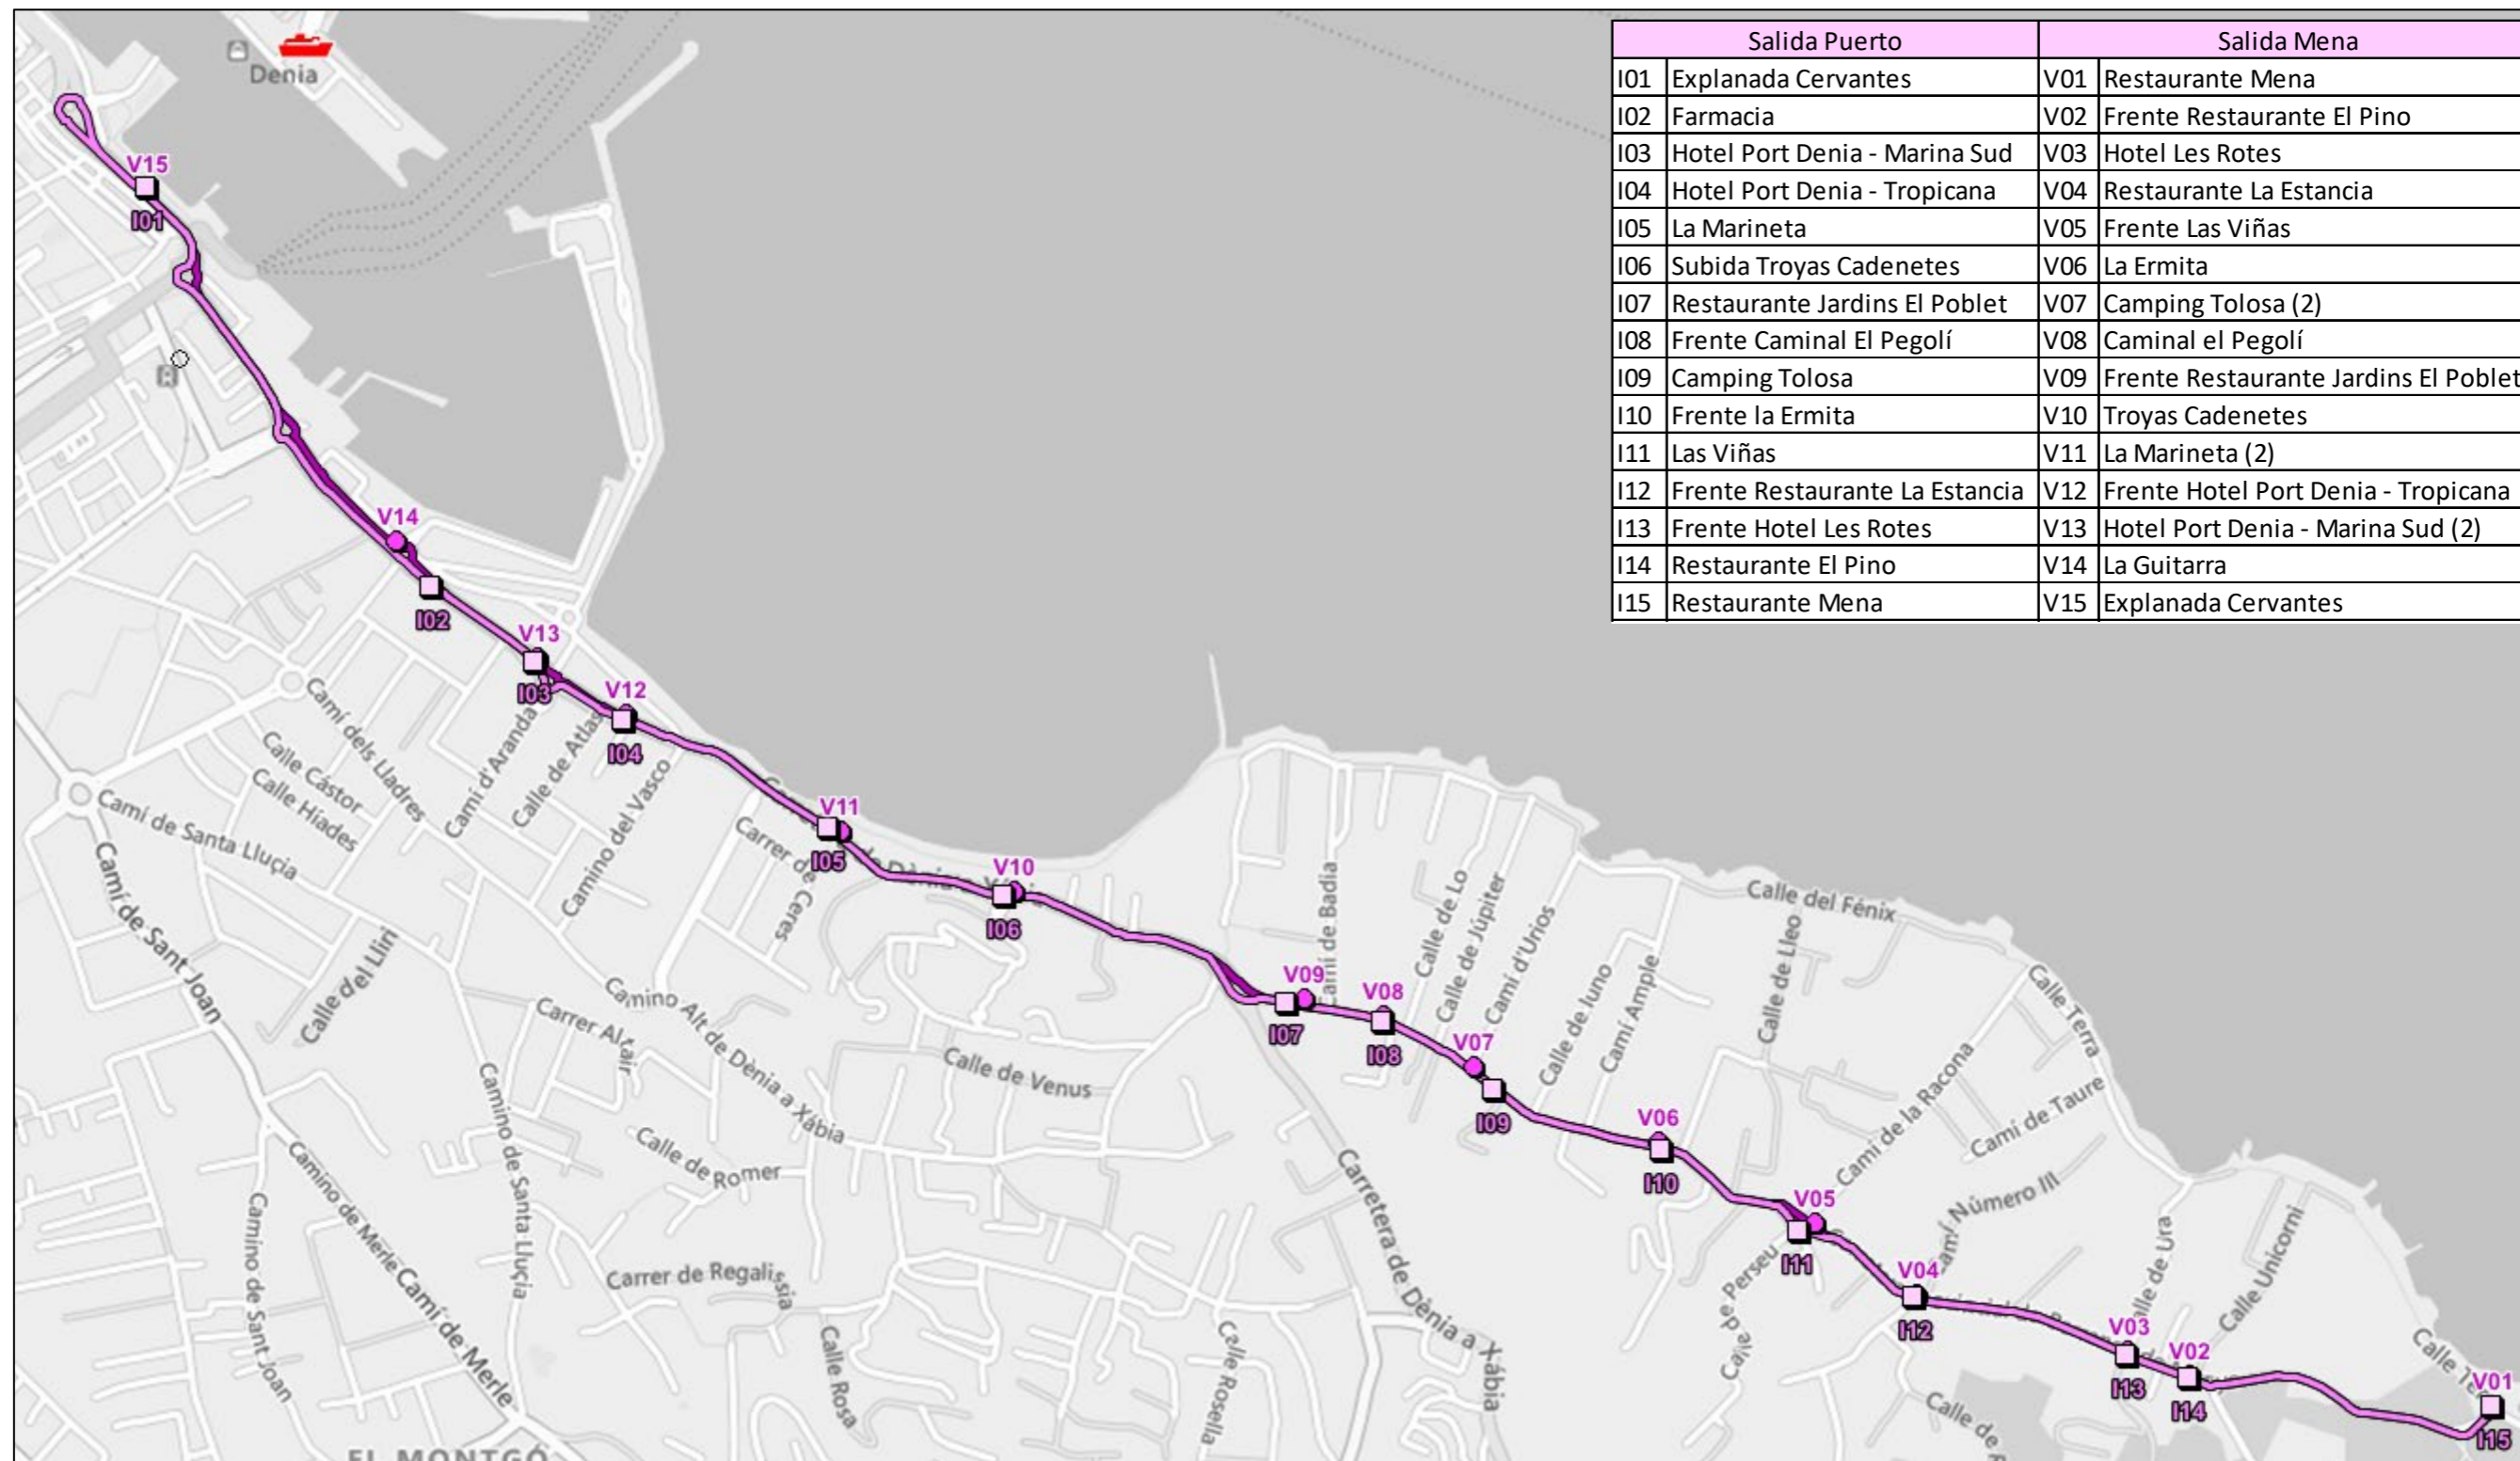 Salida Puerto Salida Mena
I01 Explanada Cervantes V01 Restaurante Mena
I02 Farmacia V02 Frente Restaurante El Pino
I03 Hotel Port Denia - Marina Sud V03 Hotel Les Rotes
I04 Hotel Port Denia - Tropicana V04 Restaurante La Estancia
I05 La Marineta V05 Frente Las Viñas
I06 Subida Troyas Cadenetes V06 La Ermita
I07 Restaurante Jardins El Poblet V07 Camping Tolosa (2)
I08 Frente Caminal El Pegolí V08 Caminal el Pegolí
I09 Camping Tolosa V09 Frente Restaurante Jardins El Poblet
I10 Frente la Ermita V10 Troyas Cadenetes
I11 Las Viñas V11 La Marineta (2)
I12 Frente Restaurante La Estancia V12 Frente Hotel Port Denia - Tropicana
I13 Frente Hotel Les Rotes V13 Hotel Port Denia - Marina Sud (2)
I14 Restaurante El Pino V14 La Guitarra
I15 Restaurante Mena V15 Explanada Cervantes
Denia
V15
I01
V14
I02
V13
I03
V12
I04
V11
I05
V10
I06
V09
I07
V08
I08
V07
I09
V06
I10
V05
I11
V04
I12
V03
I13
V02
I14
V01
I15
Camí dels Lladres
Calle Cástor
Calle Híades
Camí d'Aranda
Calle de Atlas
Camino del Vasco
Camí de Santa Lluçia
Camí de Sant Joan
Calle del Liri
Carrer de Ceres
Camino Alt de Dènia a Xàbia
Carrer Altair
Calle de Venus
Camino de Santa Lluçia
Calle de Romer
Camino de Merle
Camí de Merle
Camino de Sant Joan
Carrer de Regalissia
Calle Rosa
Calle Rosella
Carretera de Dènia a Xàbia
Camí de Badia
Calle de Lo
Calle de Júpiter
Camí d'Urios
Calle de Iuno
Camí Ample
Calle del Fénix
Calle de Lleo
Calle Terra
Camí de la Racona
Camí de Taure
Camí Número III
Calle de Perseu
Calle de Ura
Calle Unicorni
Calle
Calle de
EL MONTGÓ